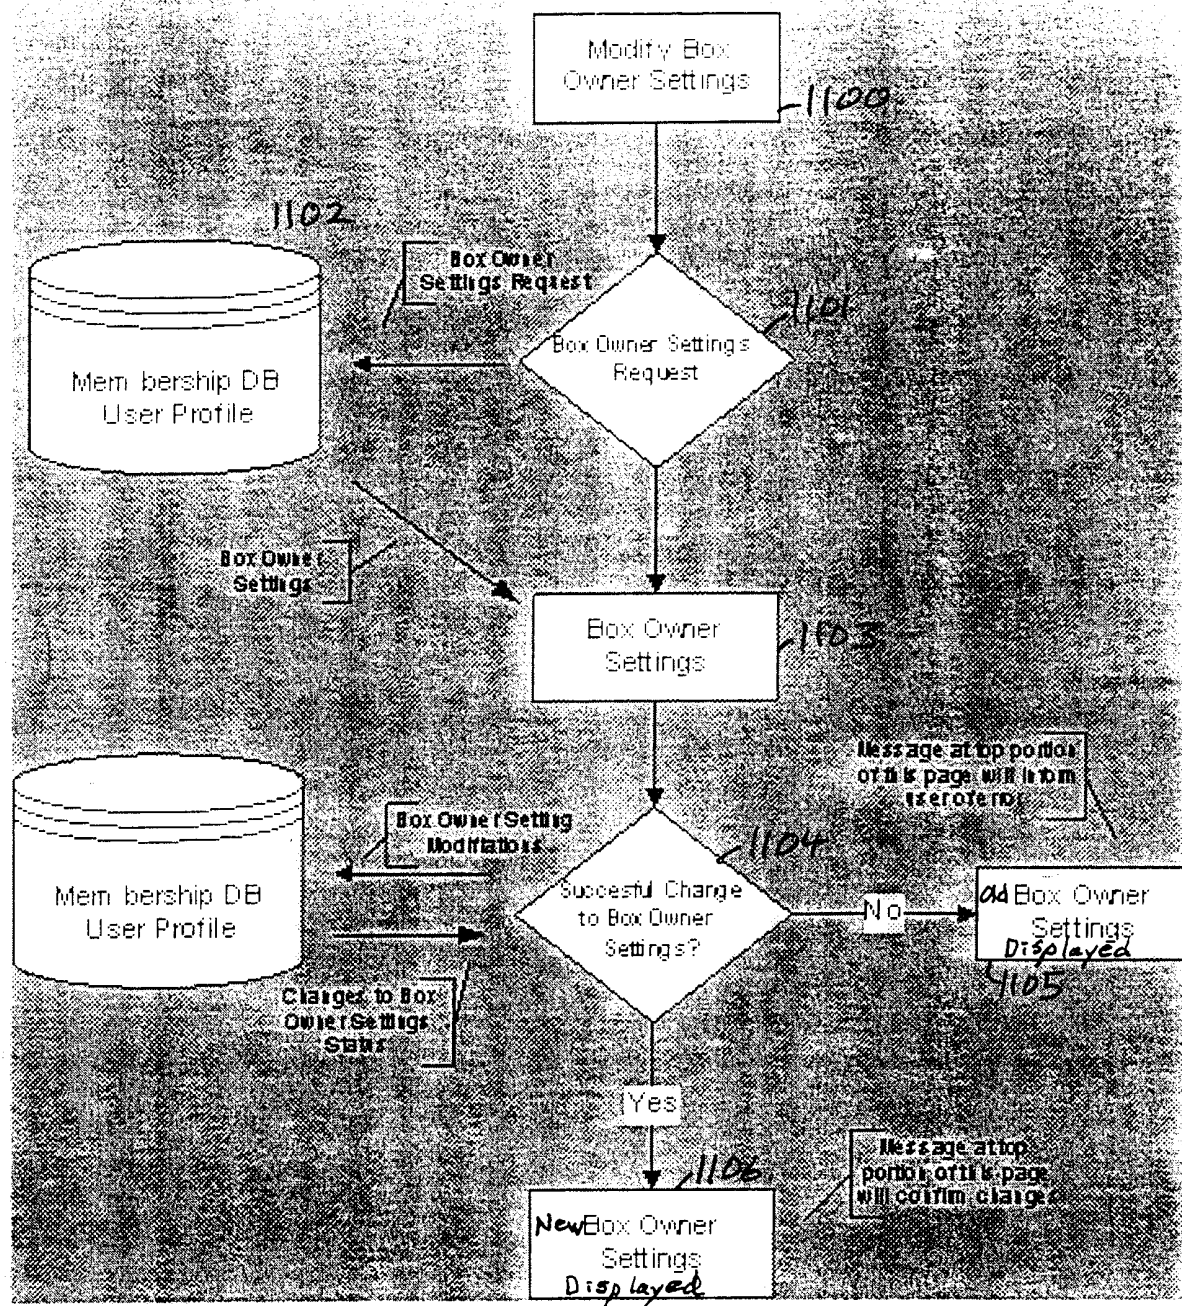 Modify Box
Owner Settings
1100
1102
Box Owner
Settings Request
1101
Box Owner Settings
Request
Membership DB
User Profile
Box Owner
Settings
Box Owner
Settings
1103
Message at top portion
of this page will inform
user of error
Box Owner Setting
Modifiations
1104
Succesful Change
to Box Owner
Settings?
No
Old Box Owner
Settings
Displayed
1105
Membership DB
User Profile
Changes to Box
Owner Settings
Status
Yes
Message at top
portion of this page
will confirm changes
1106
New Box Owner
Settings
Displayed